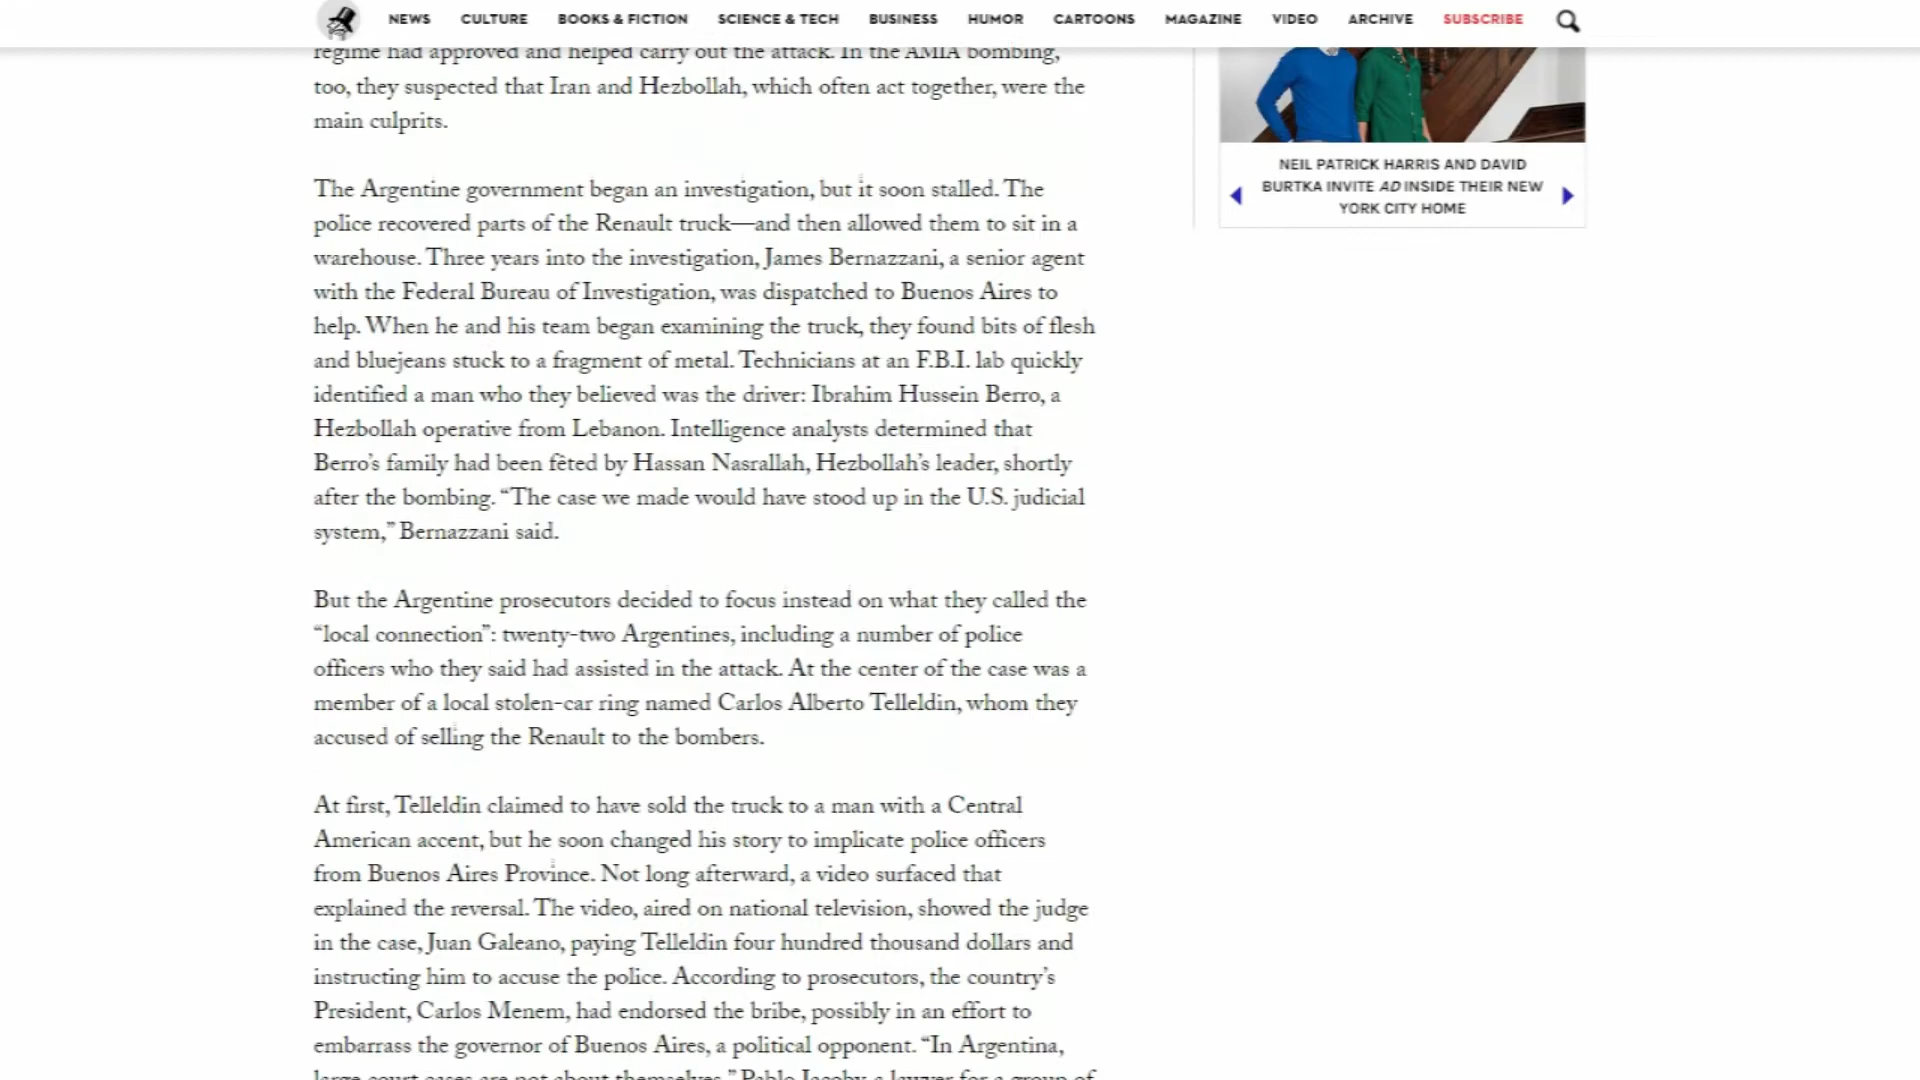 NEWS CULTURE BOOKS & FICTION SCIENCE & TECH BUSINESS HUMOR CARTOONS MAGAZINE VIDEO ARCHIVE SUBSCRIBE
regime had approved and helped carry out the attack. In the AMIA bombing,
too, they suspected that Iran and Hezbollah, which often act together, were the
main culprits.
The Argentine government began an investigation, but it soon stalled. The
police recovered parts of the Renault truck—and then allowed them to sit in a
warehouse. Three years into the investigation, James Bernazzani, a senior agent
with the Federal Bureau of Investigation, was dispatched to Buenos Aires to
help. When he and his team began examining the truck, they found bits of flesh
and bluejeans stuck to a fragment of metal. Technicians at an F.B.I. lab quickly
identified a man who they believed was the driver: Ibrahim Hussein Berro, a
Hezbollah operative from Lebanon. Intelligence analysts determined that
Berro’s family had been fêted by Hassan Nasrallah, Hezbollah’s leader, shortly
after the bombing. “The case we made would have stood up in the U.S. judicial
system,” Bernazzani said.
But the Argentine prosecutors decided to focus instead on what they called the
“local connection”: twenty-two Argentines, including a number of police
officers who they said had assisted in the attack. At the center of the case was a
member of a local stolen-car ring named Carlos Alberto Telleldin, whom they
accused of selling the Renault to the bombers.
At first, Telleldin claimed to have sold the truck to a man with a Central
American accent, but he soon changed his story to implicate police officers
from Buenos Aires Province. Not long afterward, a video surfaced that
explained the reversal. The video, aired on national television, showed the judge
in the case, Juan Galeano, paying Telleldin four hundred thousand dollars and
instructing him to accuse the police. According to prosecutors, the country’s
President, Carlos Menem, had endorsed the bribe, possibly in an effort to
embarrass the governor of Buenos Aires, a political opponent. “In Argentina,
large court cases are not about themselves,” Pablo Jacoby, a lawyer for a group of
NEIL PATRICK HARRIS AND DAVID
BURTKA INVITE AD INSIDE THEIR NEW
YORK CITY HOME